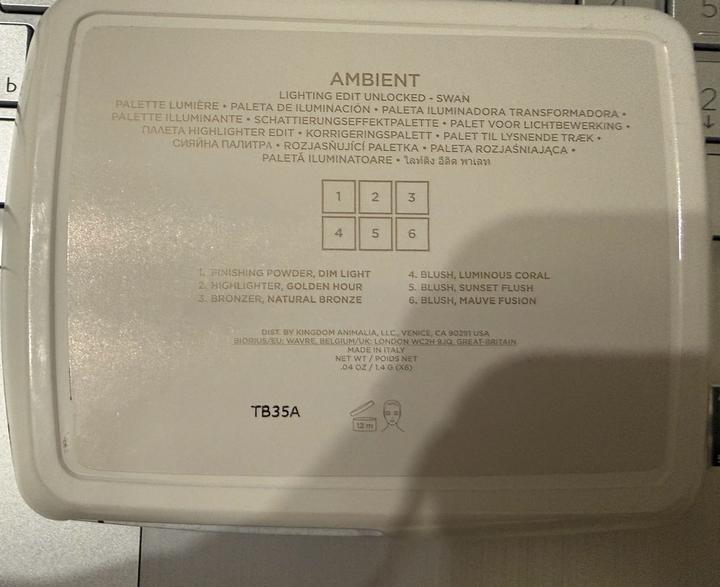 AMBIENT
LIGHTING EDIT UNLOCKED - SWAN
PALETTE LUMIÈRE • PALETA DE ILUMINACIÓN • PALETA ILUMINADORA TRANSFORMADORA •
PALETTE ILLUMINANTE • SCHATTIERUNGSEFFEKTPALETTE • PALET VOOR LICHTBEWERKING •
ΠΑΛΕΤΑ HIGHLIGHTER EDIT • KORRIGERINGSPALETT • PALET TIL LYSNENDE TRÆK •
СИЯЙНА ПАЛИТРА • ROZJASŇUJÍCÍ PALETKA • PALETA ROZJAŚNIAJĄCA •
PALETĂ ILUMINATOARE • ไลท์ติง อีดิต พาเลท
1 2 3
4 5 6
1. FINISHING POWDER, DIM LIGHT
2. HIGHLIGHTER, GOLDEN HOUR
3. BRONZER, NATURAL BRONZE
4. BLUSH, LUMINOUS CORAL
5. BLUSH, SUNSET FLUSH
6. BLUSH, MAUVE FUSION
DIST. BY KINGDOM ANIMALIA, LLC., VENICE, CA 90291 USA
BIORIUS/EU: WAVRE, BELGIUM/UK: LONDON WC2H 9JQ, GREAT-BRITAIN
MADE IN ITALY
NET WT / POIDS NET
.04 OZ / 1.4 G (X6)
TB35A
12 m
b
5
2